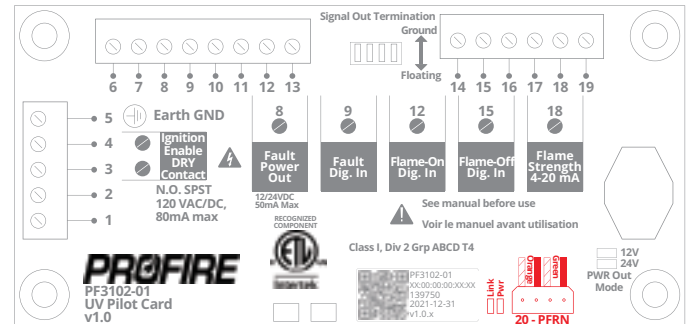 Signal Out Termination
Ground
Floating
6 7 8 9 10 11 12 13
14 15 16 17 18 19
5
4
3
2
1
Earth GND
Ignition
Enable
DRY
Contact
N.O. SPST
120 VAC/DC,
80mA max
8
Fault
Power
Out
12/24VDC
50mA Max
9
Fault
Dig. In
12
Flame-On
Dig. In
15
Flame-Off
Dig. In
18
Flame
Strength
4-20 mA
See manual before use
Voir le manuel avant utilisation
RECOGNIZED
COMPONENT
ETL
Intertek
Class I, Div 2 Grp ABCD T4
PROFIRE
PF3102-01
UV Pilot Card
v1.0
PF3102-01
XX:00:00:00:XX:XX
139750
2021-12-31
v1.0.x
Link
Pwr
Orange
Green
20 - PFRN
12V
24V
PWR Out
Mode